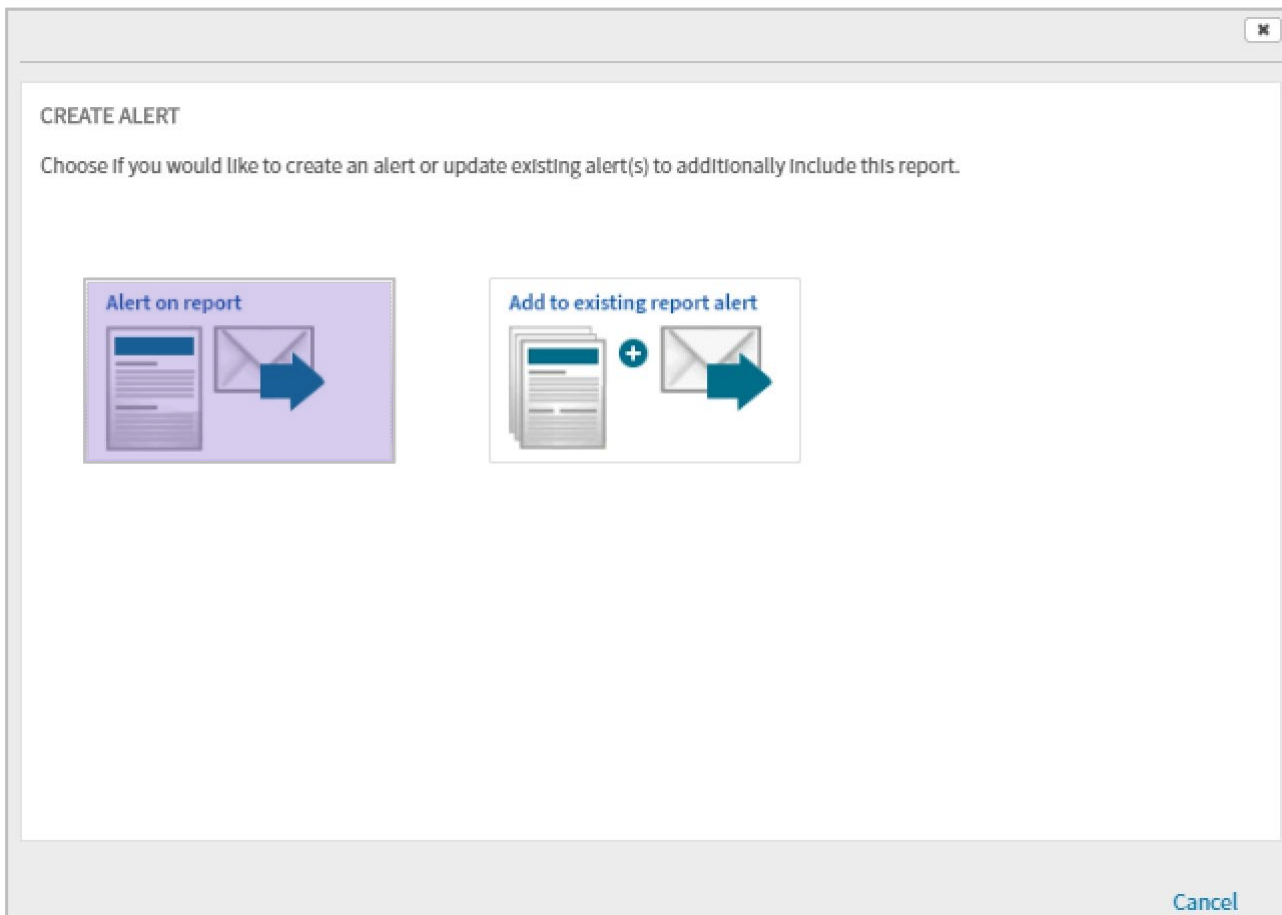 CREATE ALERT
Choose if you would like to create an alert or update existing alert(s) to additionally include this report.
Alert on report
Add to existing report alert
Cancel